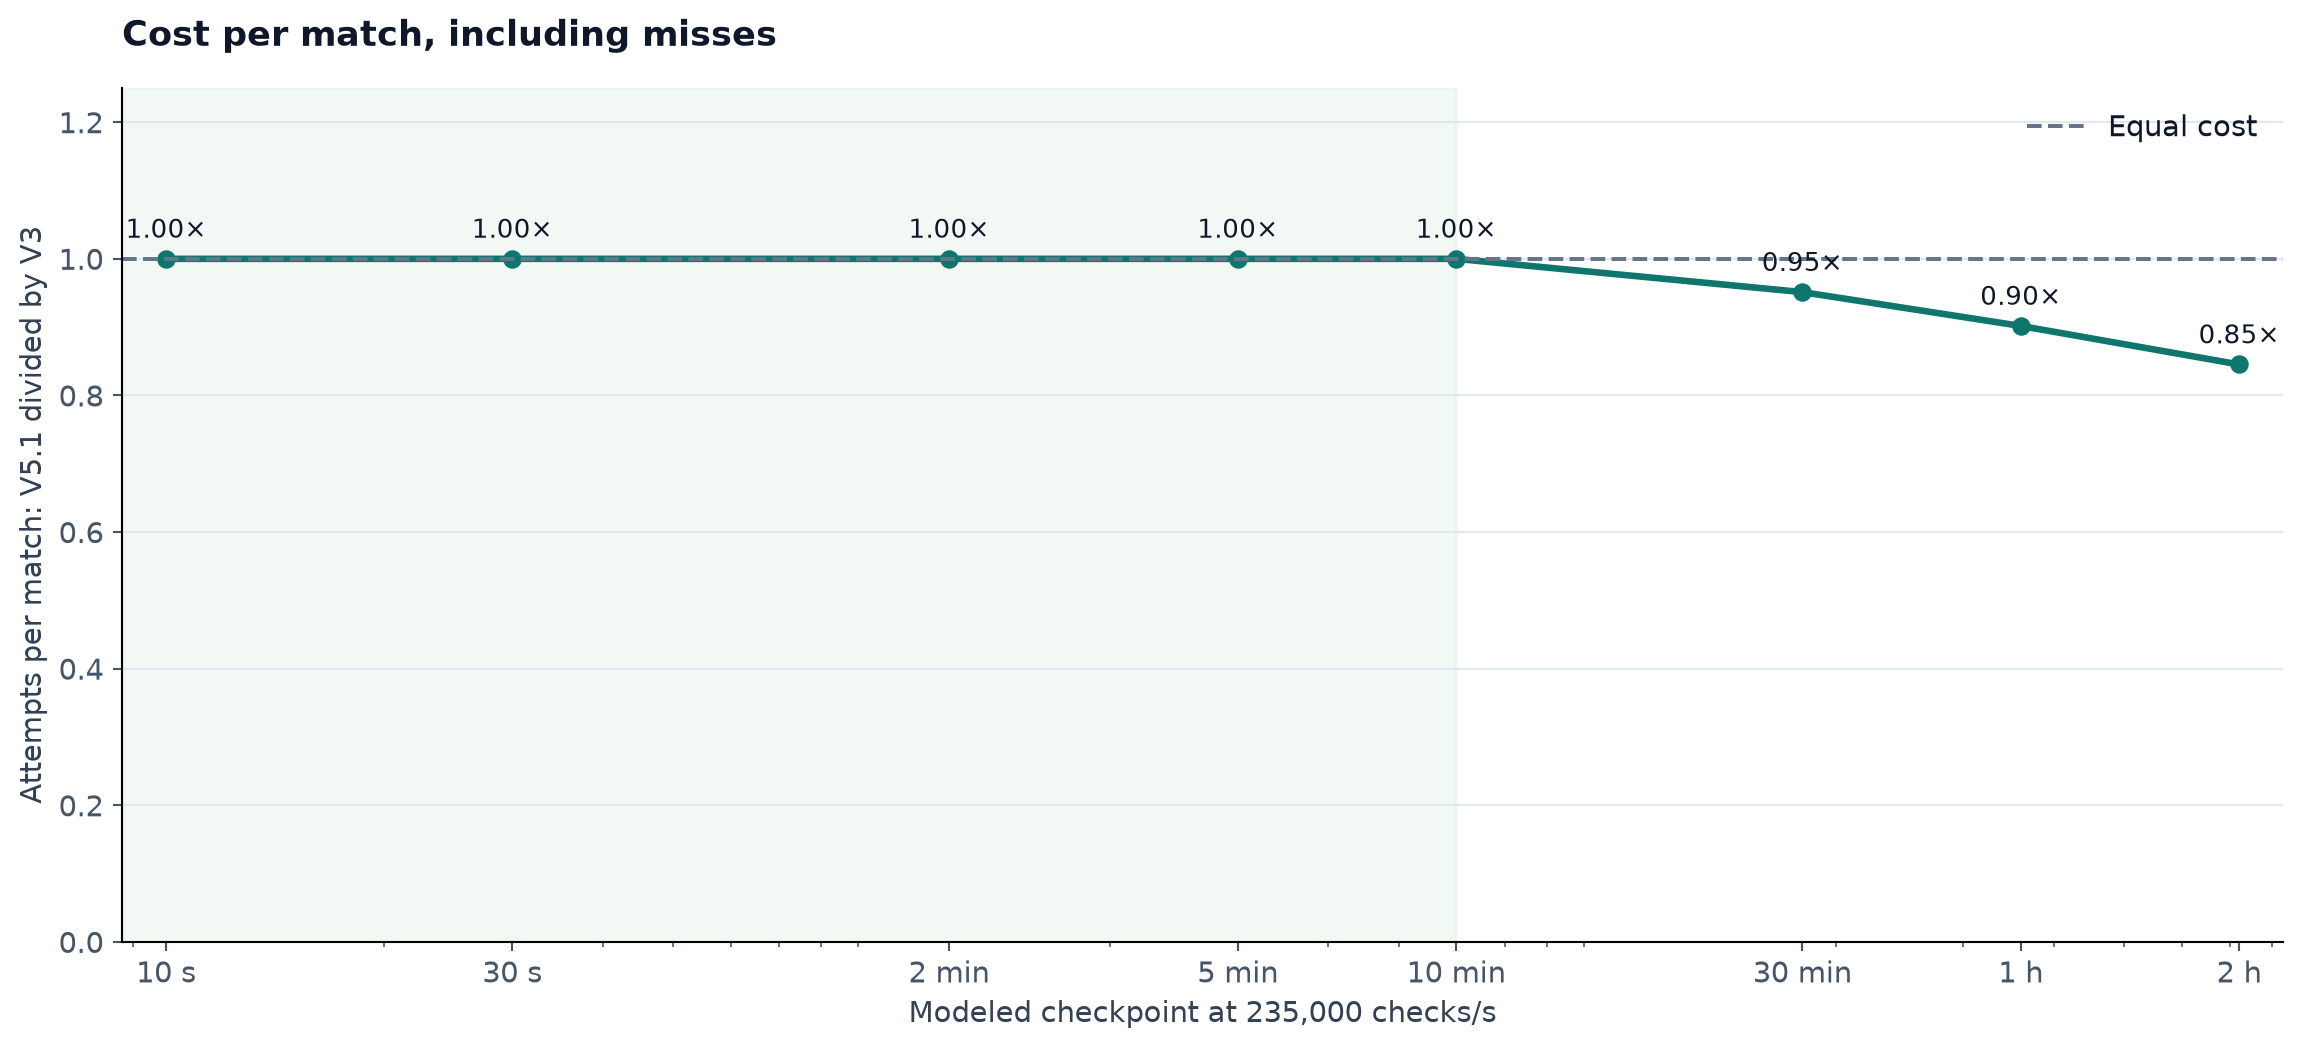 Cost per match, including misses
Attempts per match: V5.1 divided by V3
1.2
1.0
0.8
0.6
0.4
0.2
0.0
Equal cost
1.00×
1.00×
1.00×
1.00×
1.00×
0.95×
0.90×
0.85×
10 s
30 s
2 min
5 min
10 min
30 min
1 h
2 h
Modeled checkpoint at 235,000 checks/s